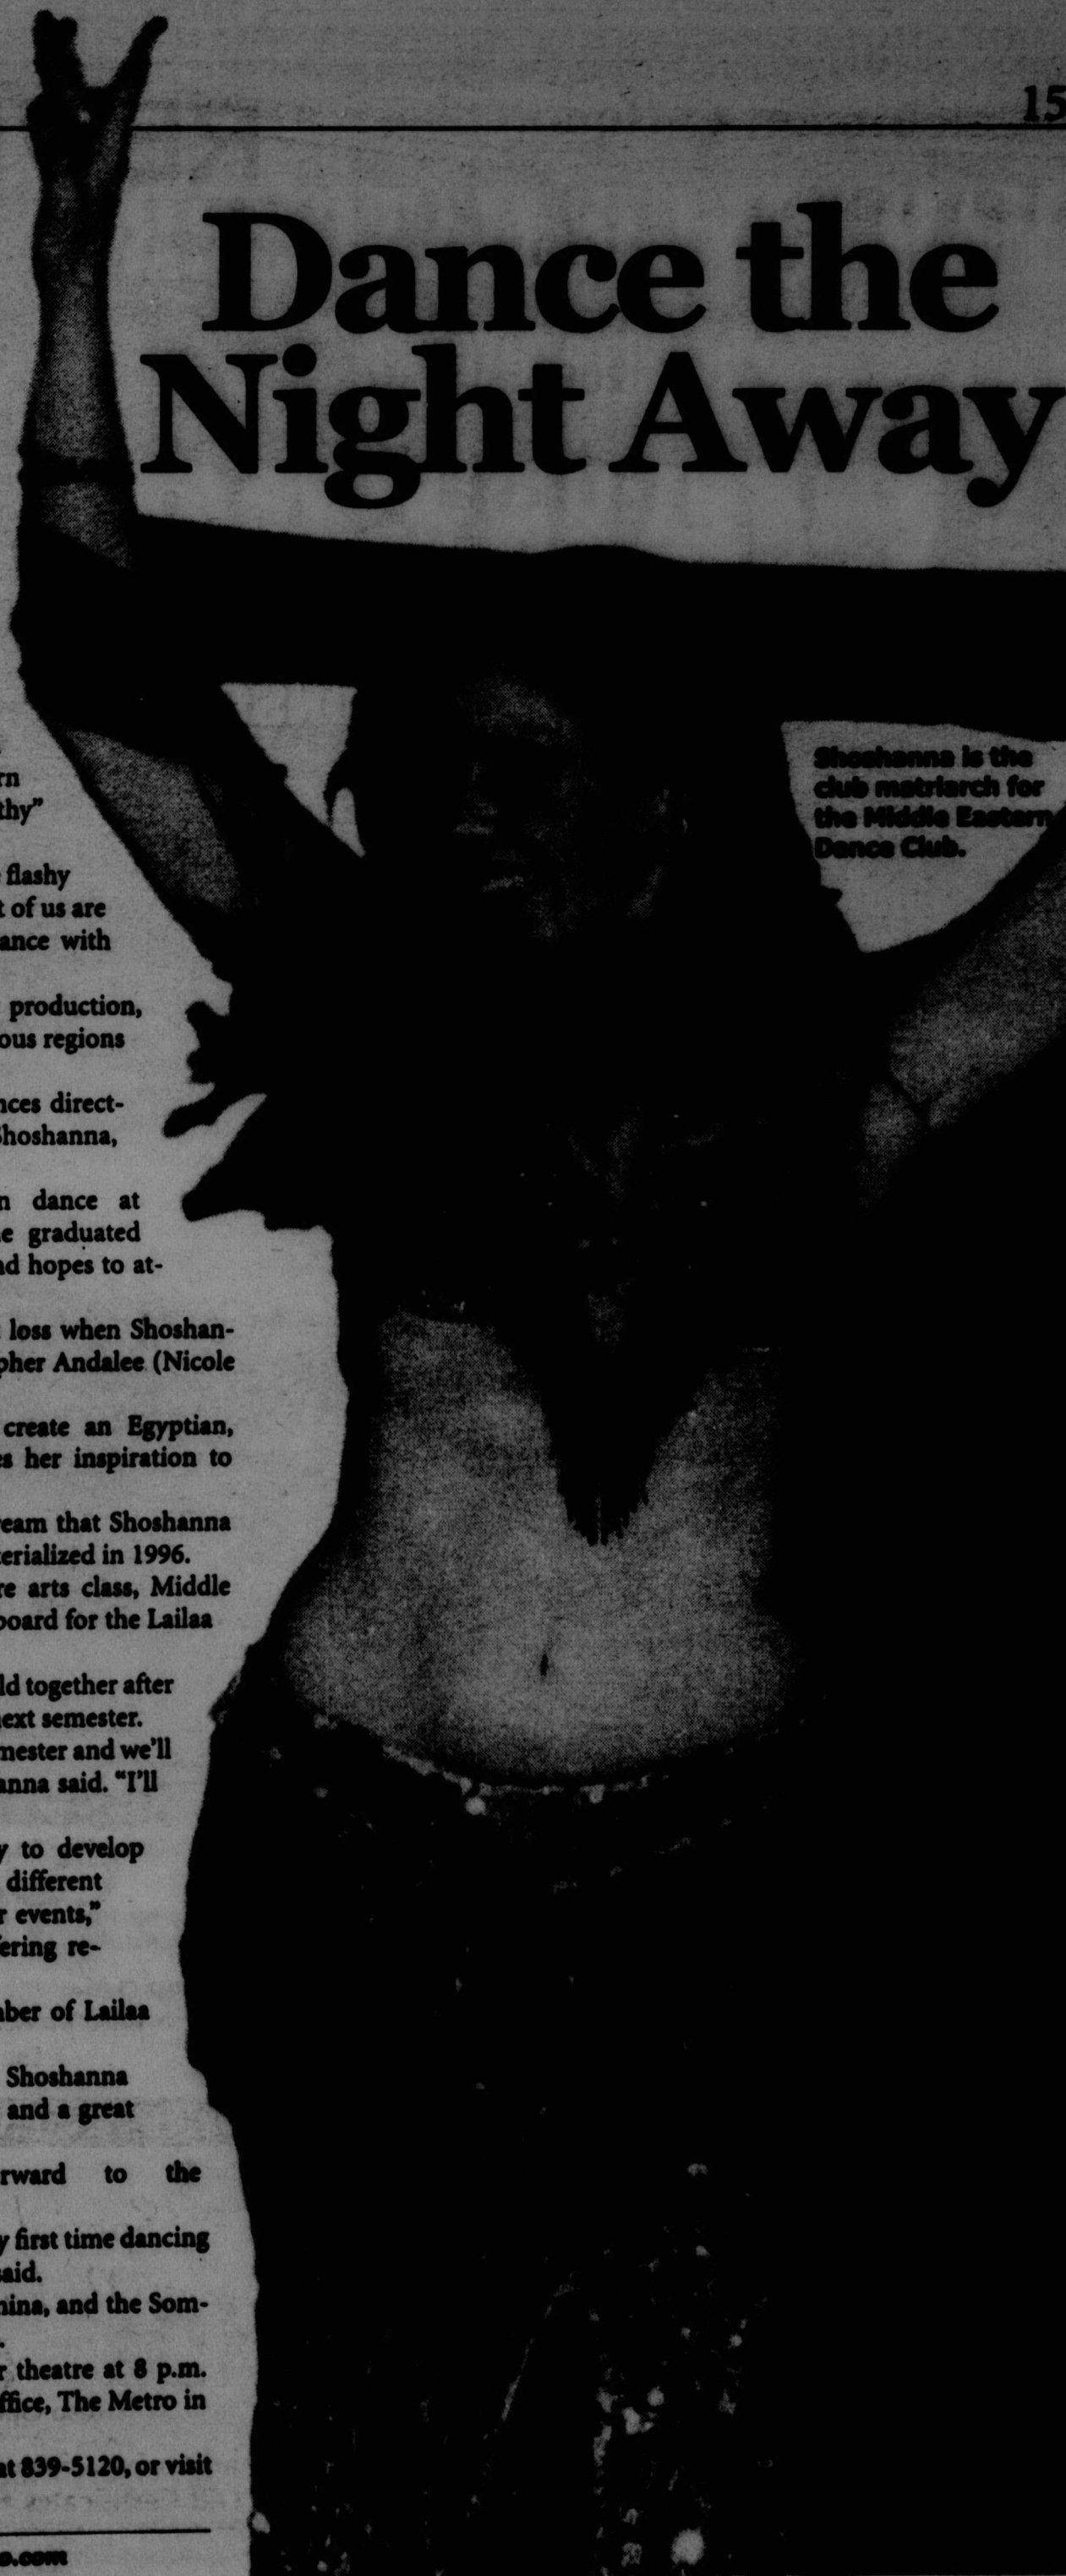 15
Dance the
Night Away
Shoshanna is the
club matriarch for
the Middle Eastern
Dance Club.
rn
thy”
flashy
t of us are
ance with
production,
ous regions
nces direct-
Shoshanna,
n dance at
e graduated
nd hopes to at-
loss when Shoshan-
pher Andalee (Nicole
create an Egyptian,
es her inspiration to
ream that Shoshanna
terialized in 1996.
re arts class, Middle
board for the Lailaa
ld together after
next semester.
mester and we’ll
anna said. “I’ll
y to develop
different
r events,”
fering re-
mber of Lailaa
Shoshanna
and a great
rward to the
y first time dancing
said.
hina, and the Som-
r theatre at 8 p.m.
ffice, The Metro in
at 839-5120, or visit
o.com